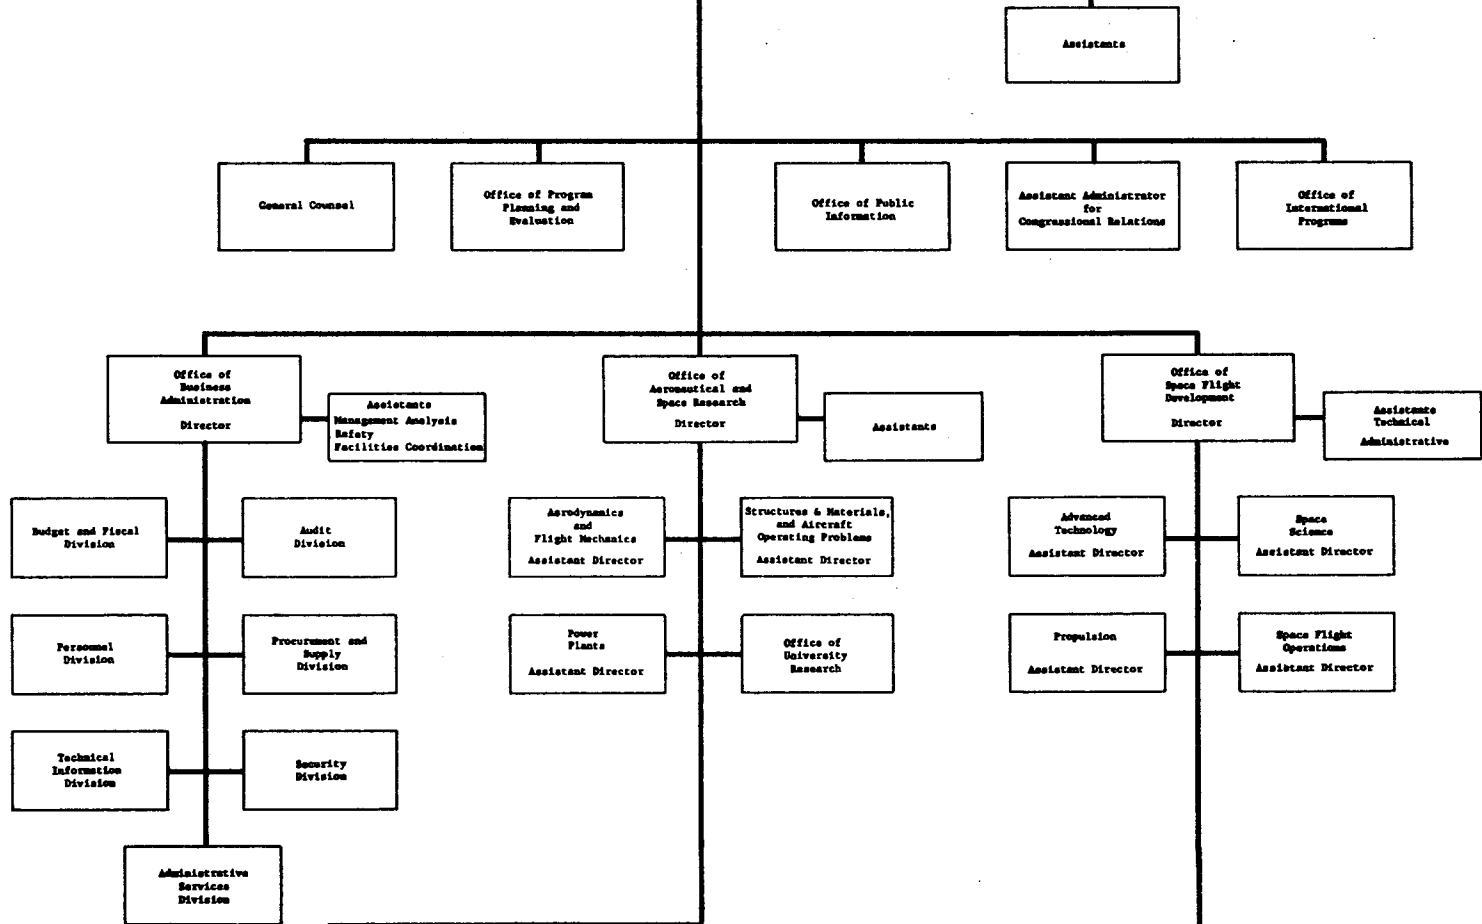 Assistants
General Counsel
Office of Program
Planning and
Evaluation
Office of Public
Information
Assistant Administrator
for
Congressional Relations
Office of
International
Programs
Office of
Business
Administration
Director
Assistants
Management Analysis
Safety
Facilities Coordination
Office of
Aeronautical and
Space Research
Director
Assistants
Office of
Space Flight
Development
Director
Assistants
Technical
Administrative
Budget and Fiscal
Division
Audit
Division
Aerodynamics
and
Flight Mechanics
Assistant Director
Structures & Materials,
and Aircraft
Operating Problems
Assistant Director
Advanced
Technology
Assistant Director
Space
Science
Assistant Director
Personnel
Division
Procurement and
Supply
Division
Power
Plants
Assistant Director
Office of
University
Research
Propulsion
Assistant Director
Space Flight
Operations
Assistant Director
Technical
Information
Division
Security
Division
Administrative
Services
Division